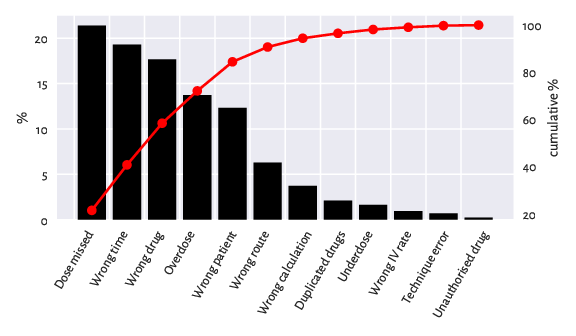 %
20
15
10
5
0
100
80
60
40
20
cumulative %
Dose missed
Wrong time
Wrong drug
Overdose
Wrong patient
Wrong route
Wrong calculation
Duplicated drugs
Underdose
Wrong IV rate
Technique error
Unauthorised drug